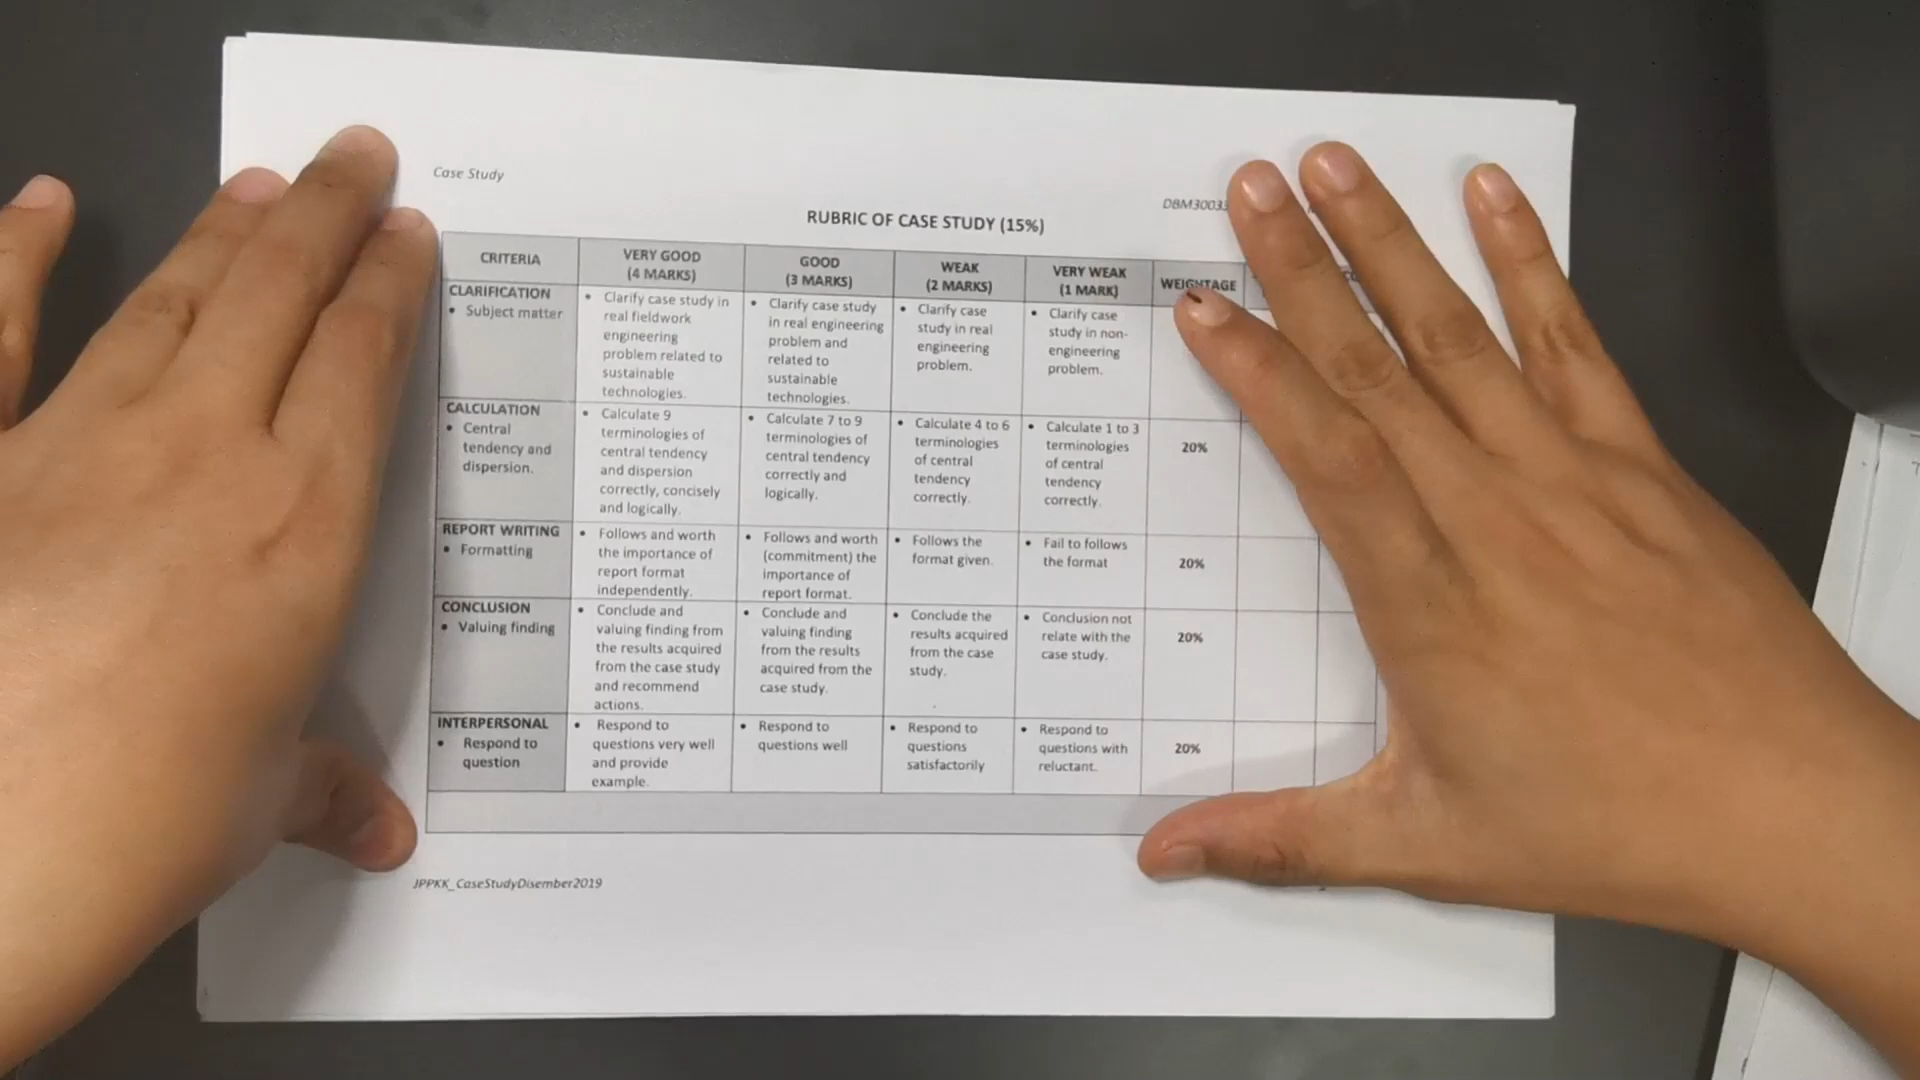 Case Study
DBM3003
RUBRIC OF CASE STUDY (15%)
CRITERIA
VERY GOOD
(4 MARKS)
GOOD
(3 MARKS)
WEAK
(2 MARKS)
VERY WEAK
(1 MARK)
WEIGHTAGE
CLARIFICATION
• Subject matter
• Clarify case study in
real fieldwork
engineering
problem related to
sustainable
technologies.
• Clarify case study
in real engineering
problem and
related to
sustainable
technologies.
• Clarify case
study in real
engineering
problem.
• Clarify case
study in non-
engineering
problem.
CALCULATION
• Central
tendency and
dispersion.
• Calculate 9
terminologies of
central tendency
and dispersion
correctly, concisely
and logically.
• Calculate 7 to 9
terminologies of
central tendency
correctly and
logically.
• Calculate 4 to 6
terminologies
of central
tendency
correctly.
• Calculate 1 to 3
terminologies
of central
tendency
correctly.
20%
REPORT WRITING
• Formatting
• Follows and worth
the importance of
report format
independently.
• Follows and worth
(commitment) the
importance of
report format.
• Follows the
format given.
• Fail to follows
the format
20%
CONCLUSION
• Valuing finding
• Conclude and
valuing finding from
the results acquired
from the case study
and recommend
actions.
• Conclude and
valuing finding
from the results
acquired from the
case study.
• Conclude the
results acquired
from the case
study.
• Conclusion not
relate with the
case study.
20%
INTERPERSONAL
• Respond to
question
• Respond to
questions very well
and provide
example.
• Respond to
questions well
• Respond to
questions
satisfactorily
• Respond to
questions with
reluctant.
20%
JPPKK_CaseStudyDisember2019